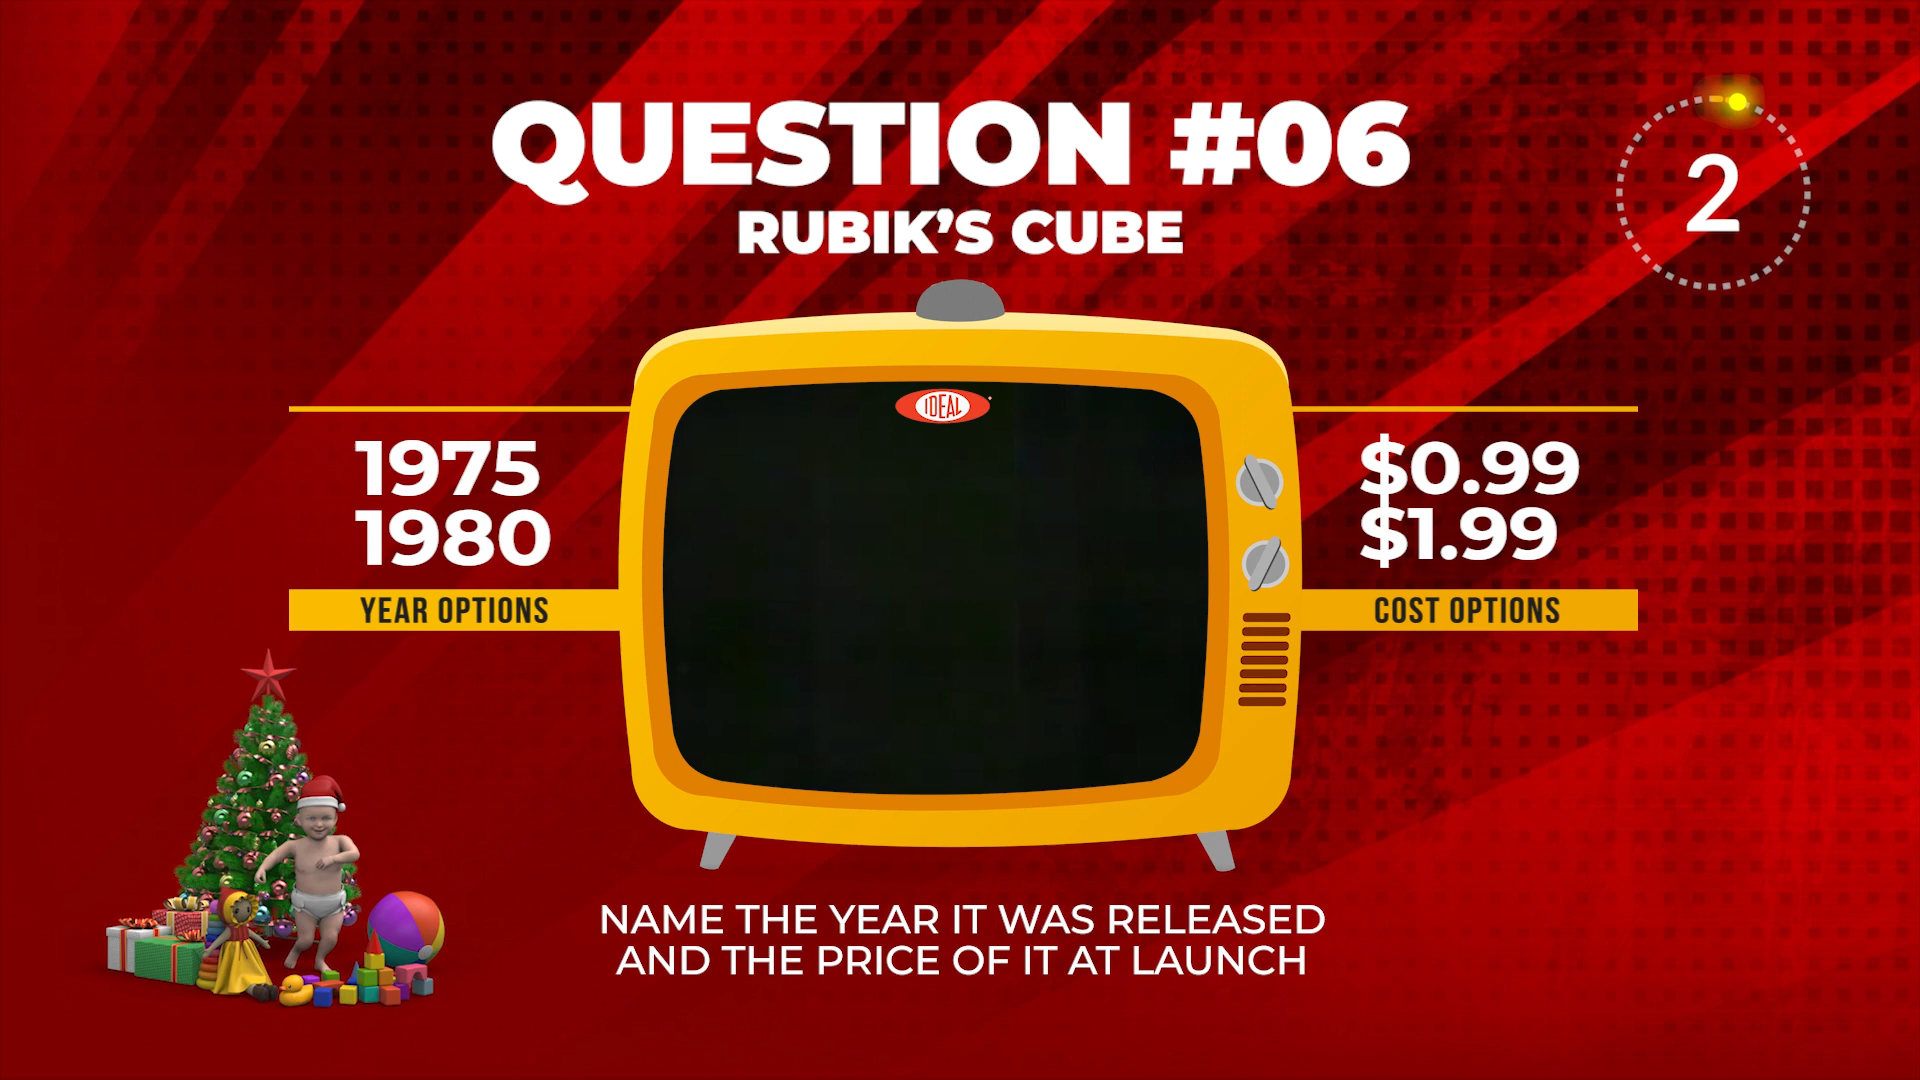 QUESTION #06
RUBIK'S CUBE
2
IDEAL
1975
1980
YEAR OPTIONS
$0.99
$1.99
COST OPTIONS
NAME THE YEAR IT WAS RELEASED
AND THE PRICE OF IT AT LAUNCH